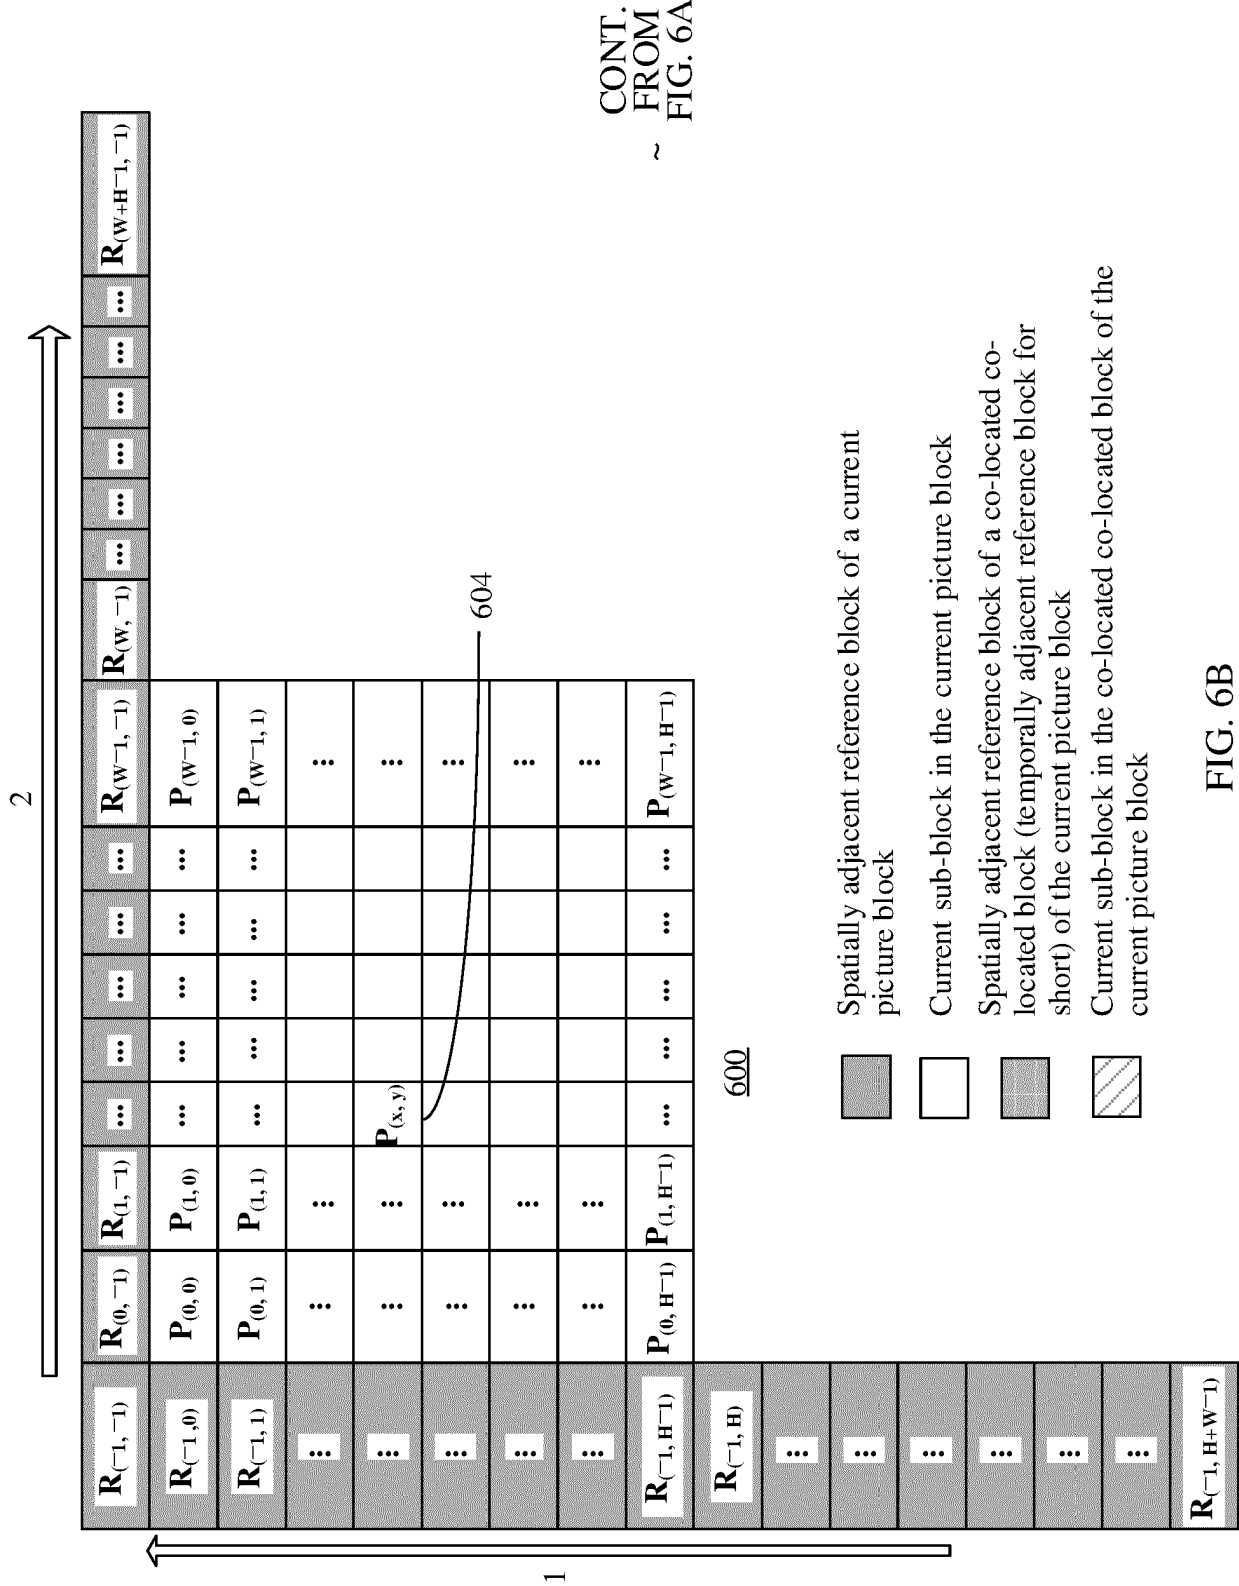 2
R(−1, −1) R(0, −1) R(1, −1) ... ... ... ... ... R(W−1, −1) R(W, −1) ... ... ... ... ... ... R(W+H−1, −1)
R(−1,0) P(0, 0) P(1, 0) ... ... ... ... ... P(W−1, 0)
R(−1, 1) P(0, 1) P(1, 1) ... ... ... ... ... P(W−1, 1)
... ... ... ...
... ... ... P(x, y) ...
... ... ... ...
604
... ... ... ...
... ... ... ...
1
R(−1, H−1) P(0, H−1) P(1, H−1) ... ... ... ... ... P(W−1, H−1)
R(−1, H)
...
...
...
...
...
...
R(−1, H+W−1)
~
CONT.
FROM
FIG. 6A
600
Spatially adjacent reference block of a current
picture block
Current sub-block in the current picture block
Spatially adjacent reference block of a co-located co-
located block (temporally adjacent reference block for
short) of the current picture block
Current sub-block in the co-located co-located block of the
current picture block
FIG. 6B